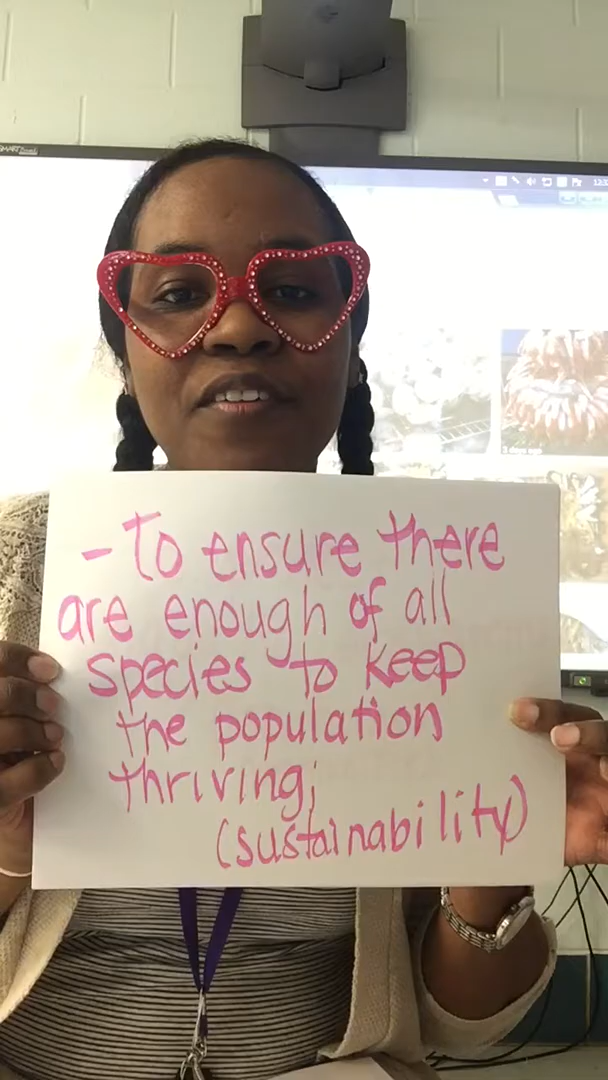 - To ensure there
are enough of all
species to keep
the population
thriving;
(sustainability)